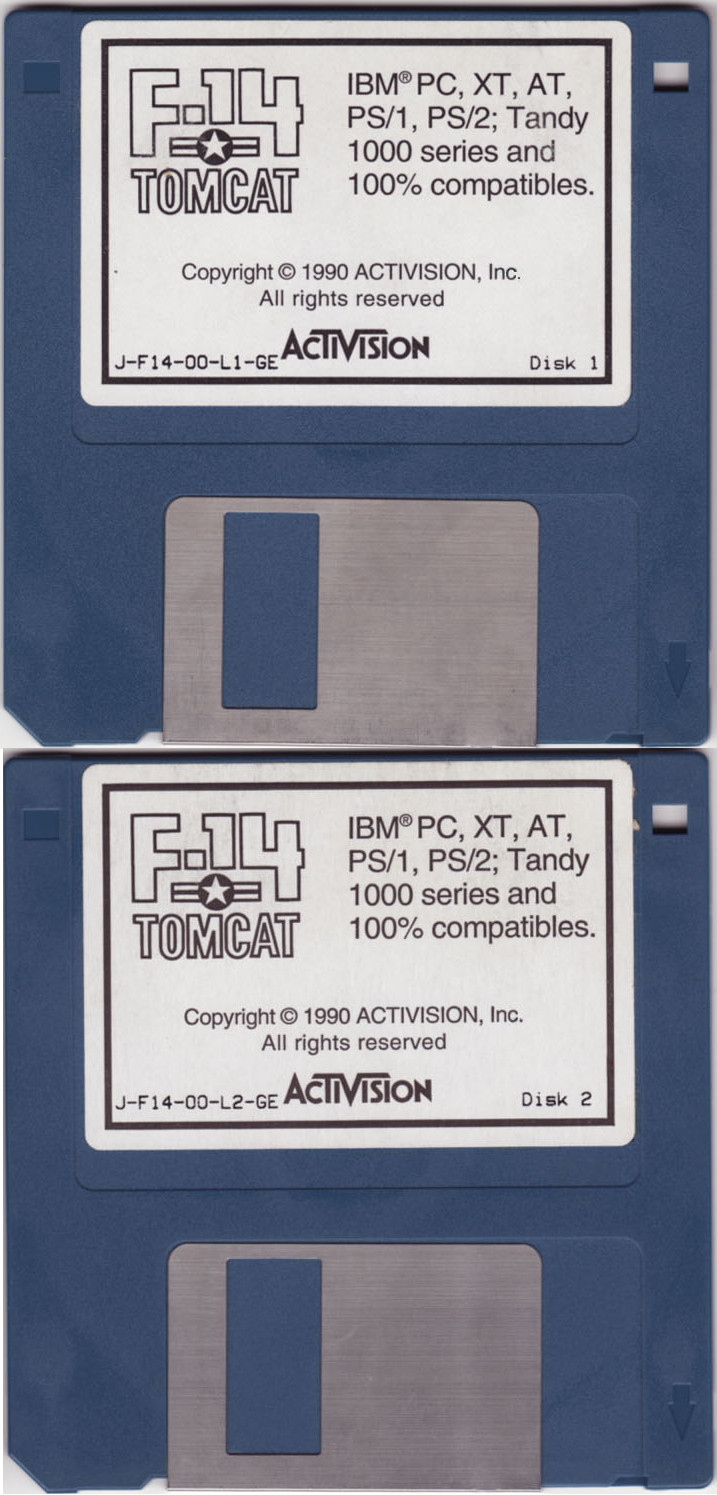 F-14
TOMCAT
IBM® PC, XT, AT,
PS/1, PS/2; Tandy
1000 series and
100% compatibles.
Copyright © 1990 ACTIVISION, Inc.
All rights reserved
J-F14-00-L1-GE ACTIVISION Disk 1
F-14
TOMCAT
IBM® PC, XT, AT,
PS/1, PS/2; Tandy
1000 series and
100% compatibles.
Copyright © 1990 ACTIVISION, Inc.
All rights reserved
J-F14-00-L2-GE ACTIVISION Disk 2